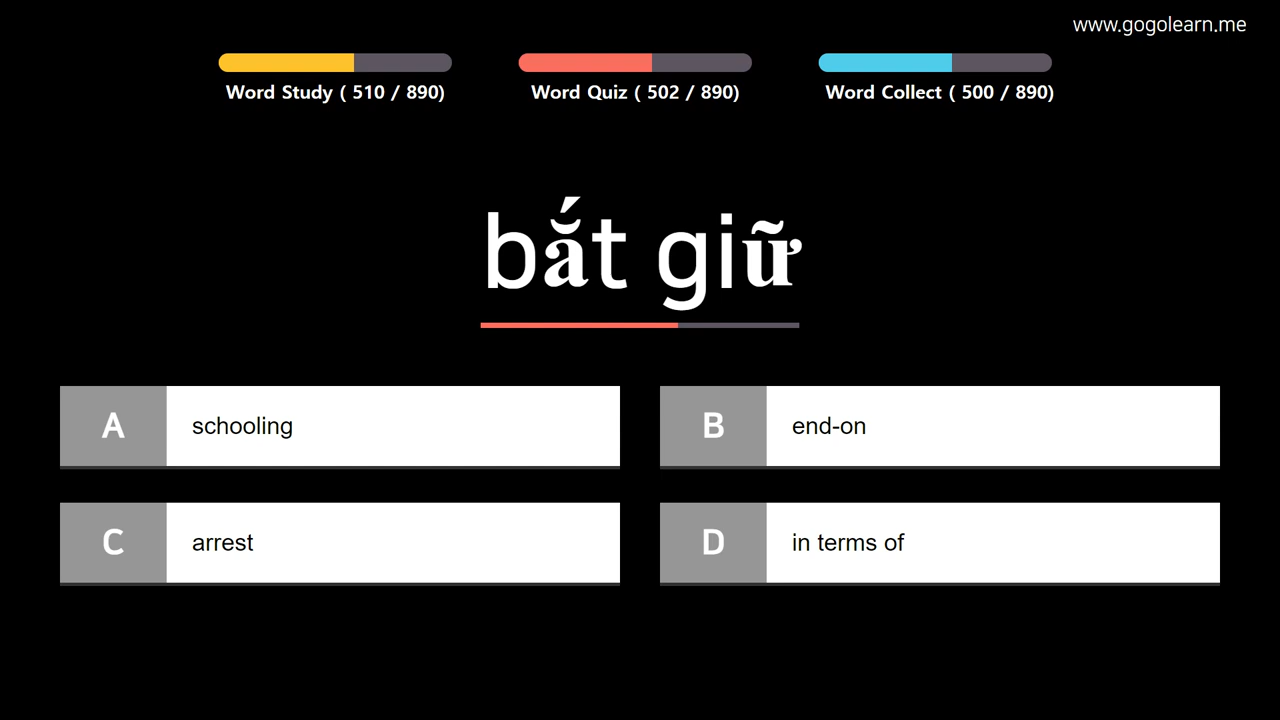 www.gogolearn.me
Word Study ( 510 / 890)
Word Quiz ( 502 / 890)
Word Collect ( 500 / 890)
bắt giữ
A schooling
B end-on
C arrest
D in terms of